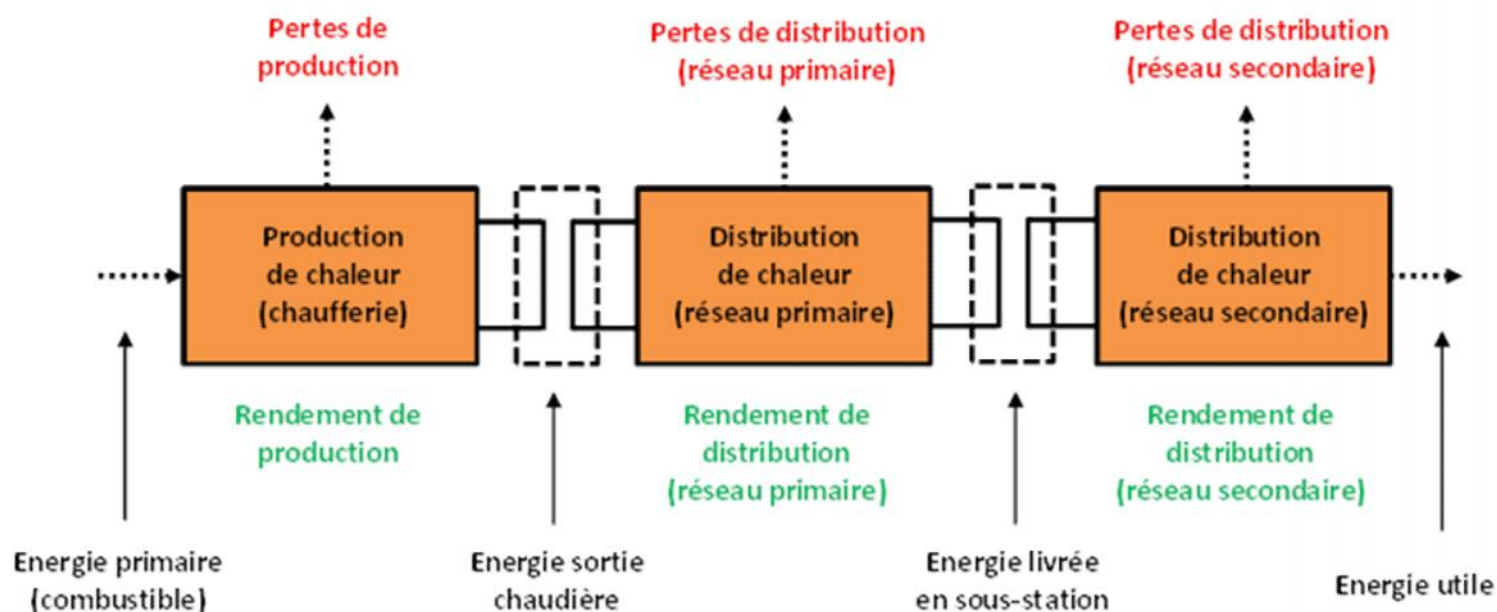 Pertes de
production
Pertes de distribution
(réseau primaire)
Pertes de distribution
(réseau secondaire)
Production
de chaleur
(chaufferie)
Distribution
de chaleur
(réseau primaire)
Distribution
de chaleur
(réseau secondaire)
Rendement de
production
Rendement de
distribution
(réseau primaire)
Rendement de
distribution
(réseau secondaire)
Energie primaire
(combustible)
Energie sortie
chaudière
Energie livrée
en sous-station
Energie utile